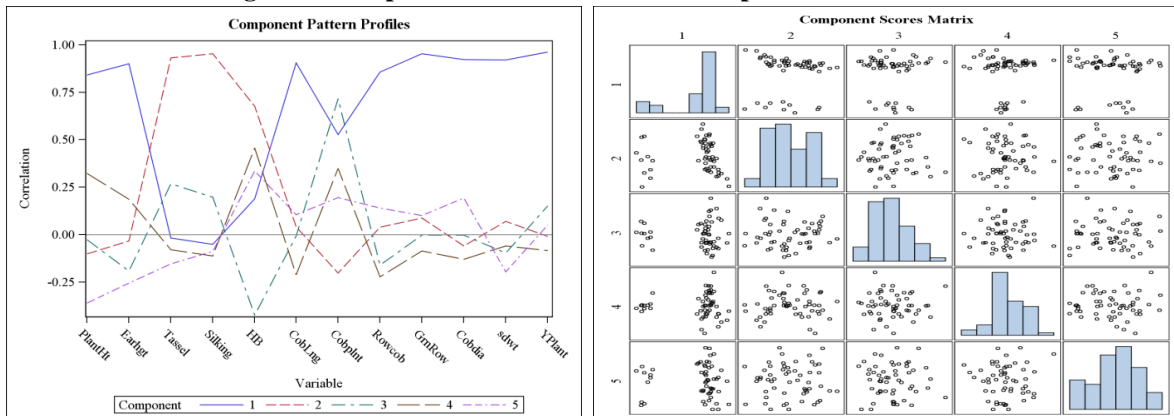 Component Pattern Profiles
1.00
0.75
0.50
0.25
0.00
-0.25
Correlation
PlantHt
Earhgt
Tassel
Silking
HB
CobLng
Cobplnt
Rowcob
GrnRow
Cobdia
sdwt
YPlant
Variable
Component 1 2 3 4 5
Component Scores Matrix
1 2 3 4 5
1
2
3
4
5